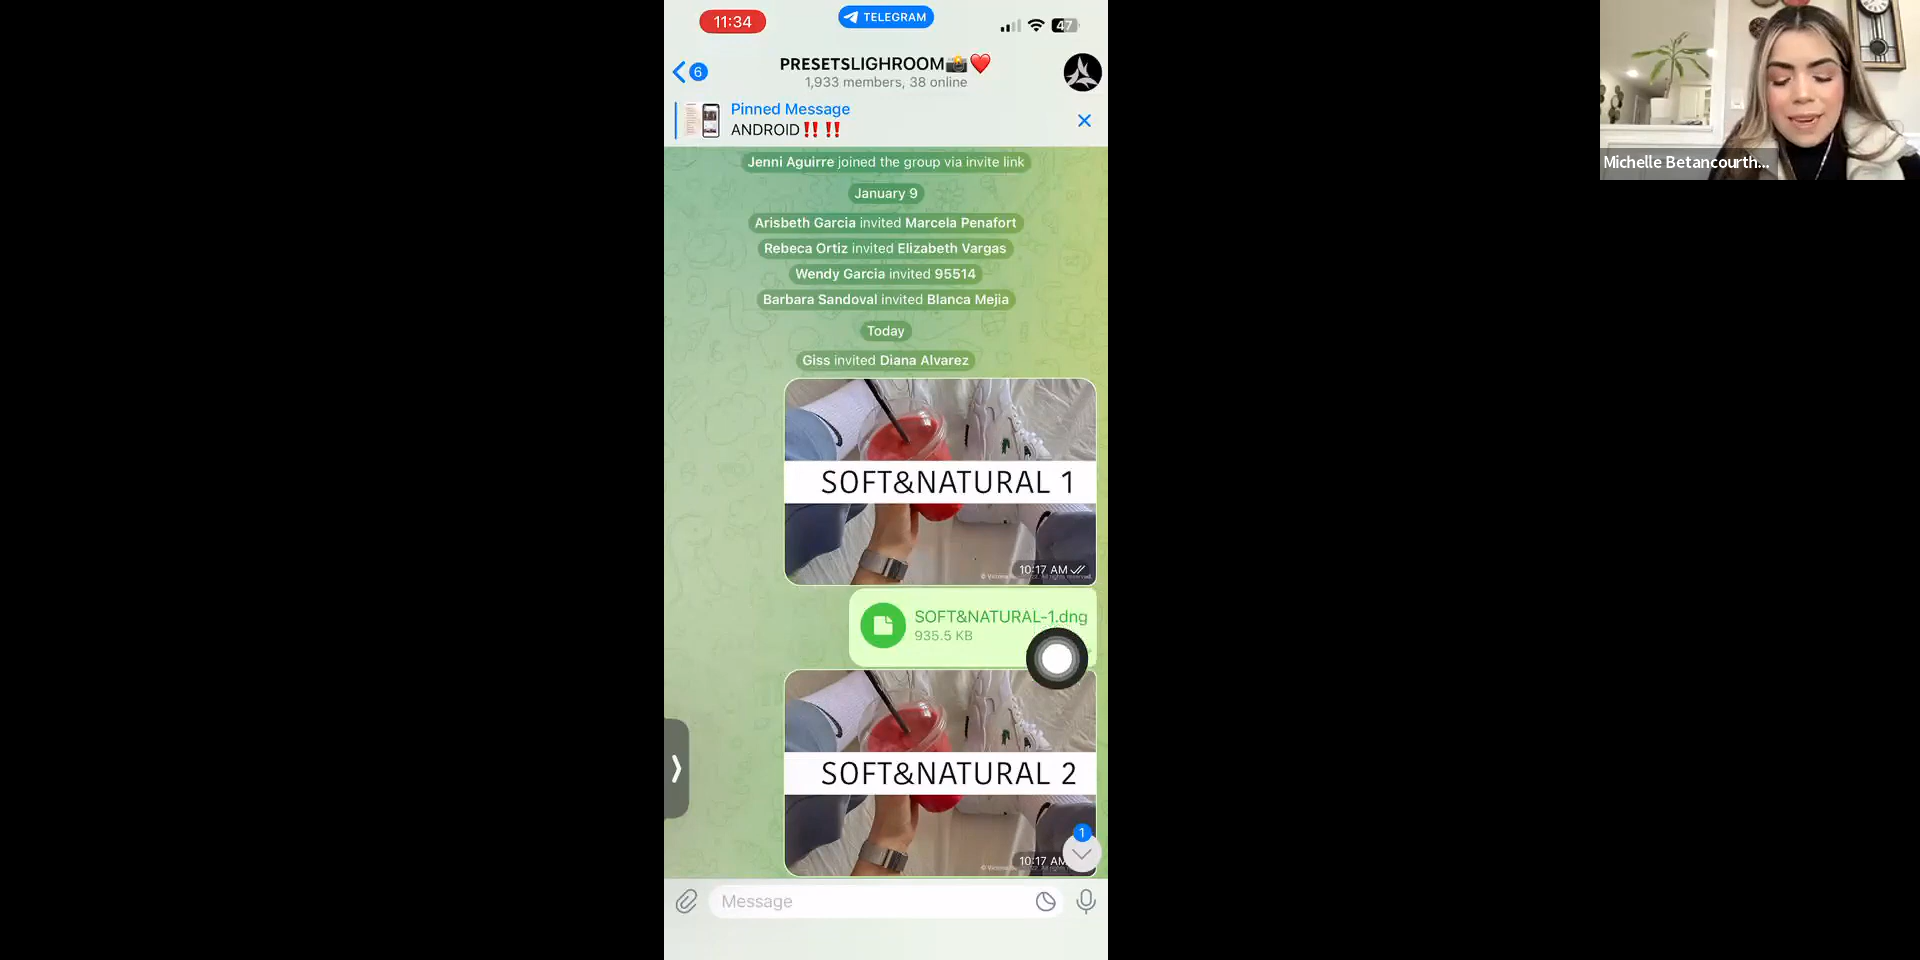 11:34
TELEGRAM
47
6
PRESETSLIGHROOM📸❤️
1,933 members, 38 online
Pinned Message
ANDROID‼️ ‼️
Jenni Aguirre joined the group via invite link
January 9
Arisbeth Garcia invited Marcela Penafort
Rebeca Ortiz invited Elizabeth Vargas
Wendy Garcia invited 95514
Barbara Sandoval invited Blanca Mejia
Today
Giss invited Diana Alvarez
SOFT&NATURAL 1
10:17 AM
SOFT&NATURAL-1.dng
935.5 KB
SOFT&NATURAL 2
1
10:17 AM
Message
Michelle Betancourth...